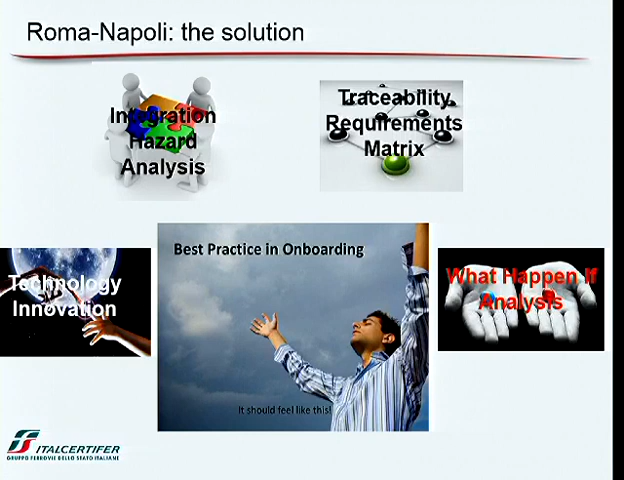 Roma-Napoli: the solution
Integration
Hazard
Analysis
Traceability
Requirements
Matrix
Technology
Innovation
Best Practice in Onboarding
It should feel like this!
What Happen If
Analysis
ITALCERTIFER
GRUPPO FERROVIE DELLO STATO ITALIANE